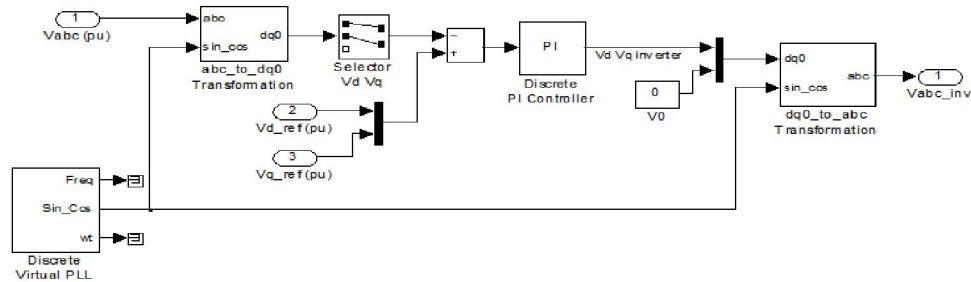 1
Vabc (pu)
abc
sin_cos
dq0
abc_to_dq0
Transformation
Selector
Vd Vq
−
+
PI
Discrete
PI Controller
Vd Vq inverter
0
V0
dq0
sin_cos
abc
dq0_to_abc
Transformation
1
Vabc_inv
2
Vd_ref (pu)
3
Vq_ref (pu)
Freq
Sin_Cos
wt
Discrete
Virtual PLL